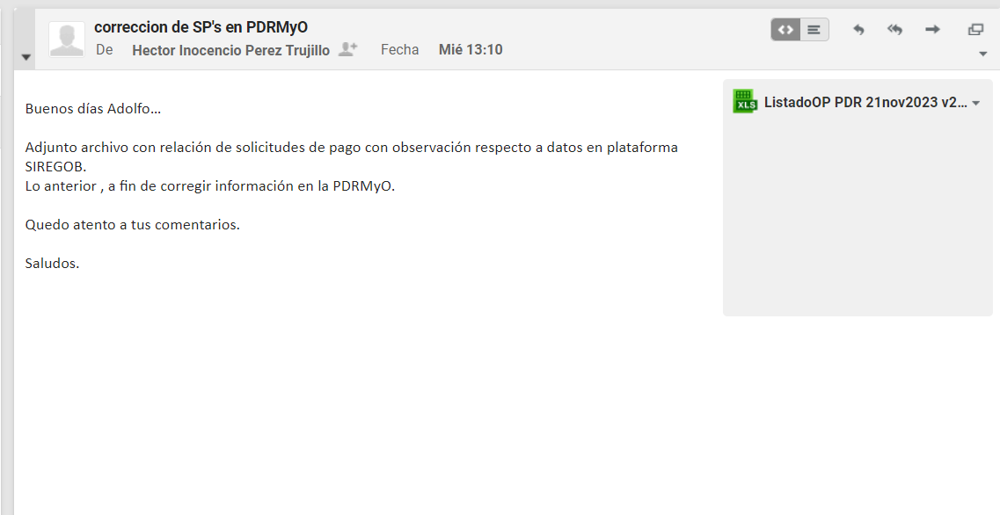 correccion de SP's en PDRMyO
De Hector Inocencio Perez Trujillo Fecha Mié 13:10
Buenos días Adolfo...
XLS ListadoOP PDR 21nov2023 v2...
Adjunto archivo con relación de solicitudes de pago con observación respecto a datos en plataforma
SIREGOB.
Lo anterior , a fin de corregir información en la PDRMyO.
Quedo atento a tus comentarios.
Saludos.